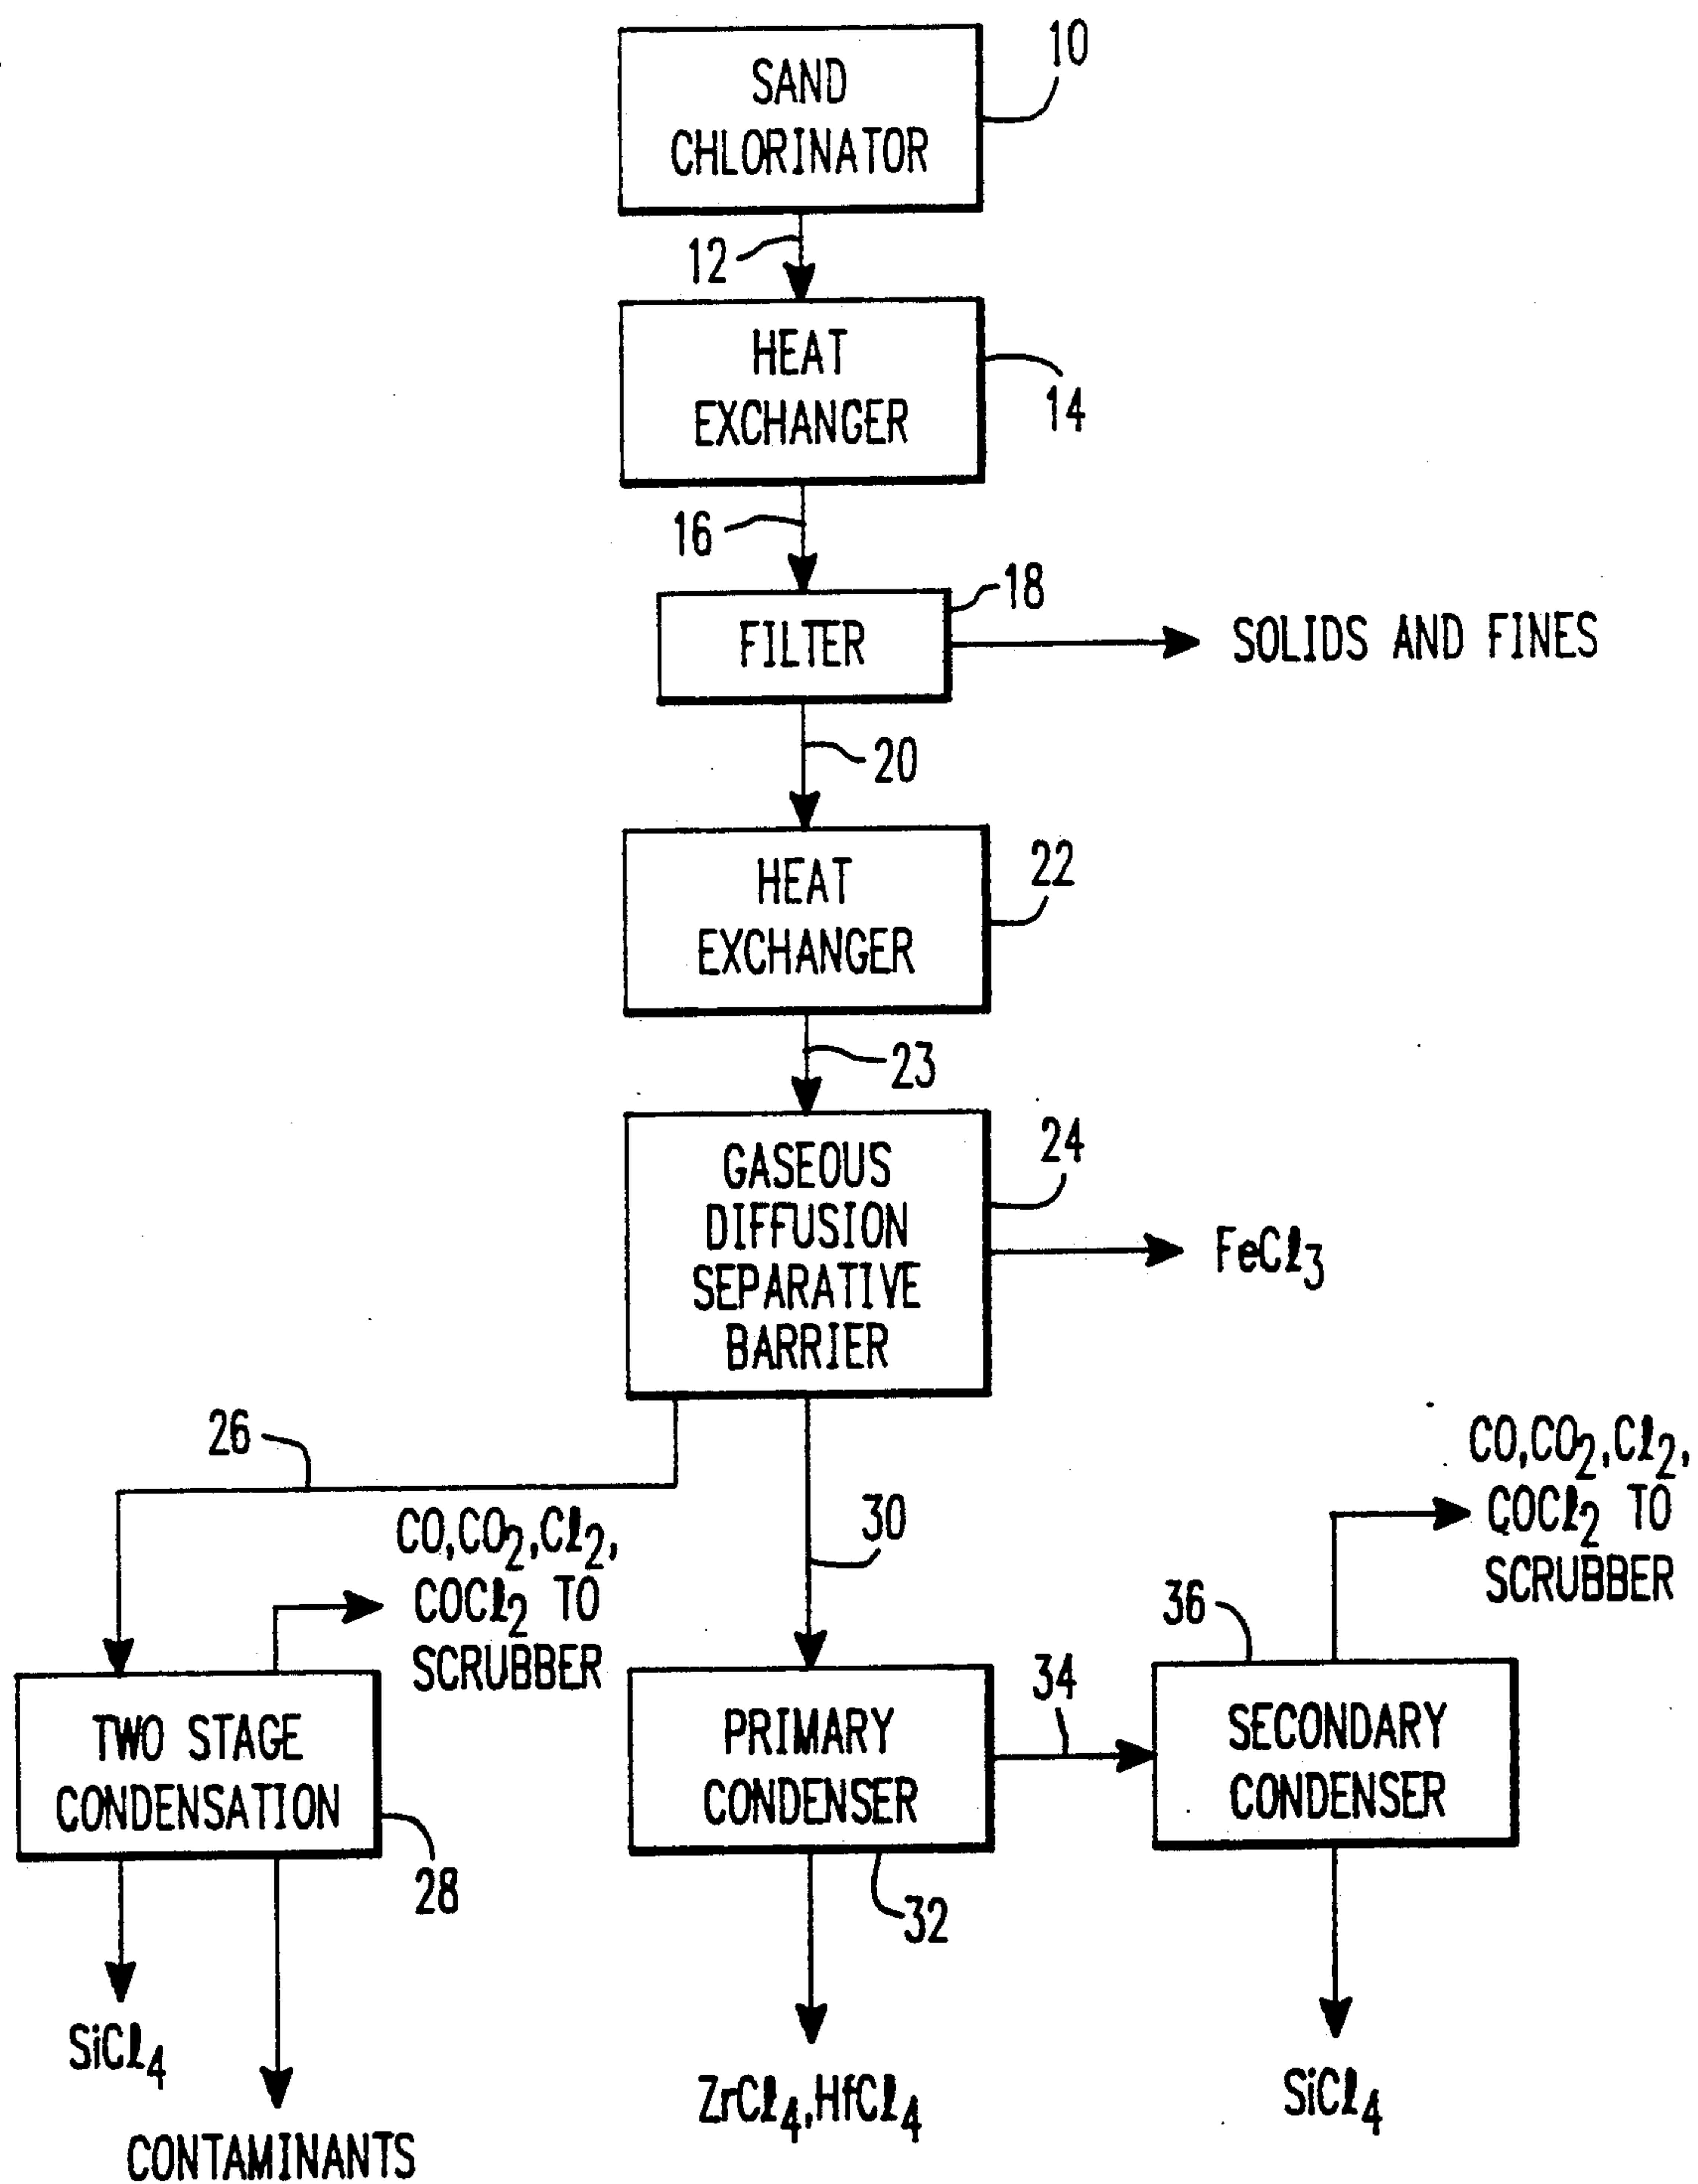 SAND
CHLORINATOR
10
12
HEAT
EXCHANGER
14
16
FILTER
18
SOLIDS AND FINES
20
HEAT
EXCHANGER
22
23
GASEOUS
DIFFUSION
SEPARATIVE
BARRIER
24
FeCl3
26
CO,CO2,Cl2,
COCl2 TO
SCRUBBER
30
CO,CO2,Cl2,
COCl2 TO
SCRUBBER
TWO STAGE
CONDENSATION
28
PRIMARY
CONDENSER
32
34
36
SECONDARY
CONDENSER
SiCl4
CONTAMINANTS
ZrCl4,HfCl4
SiCl4